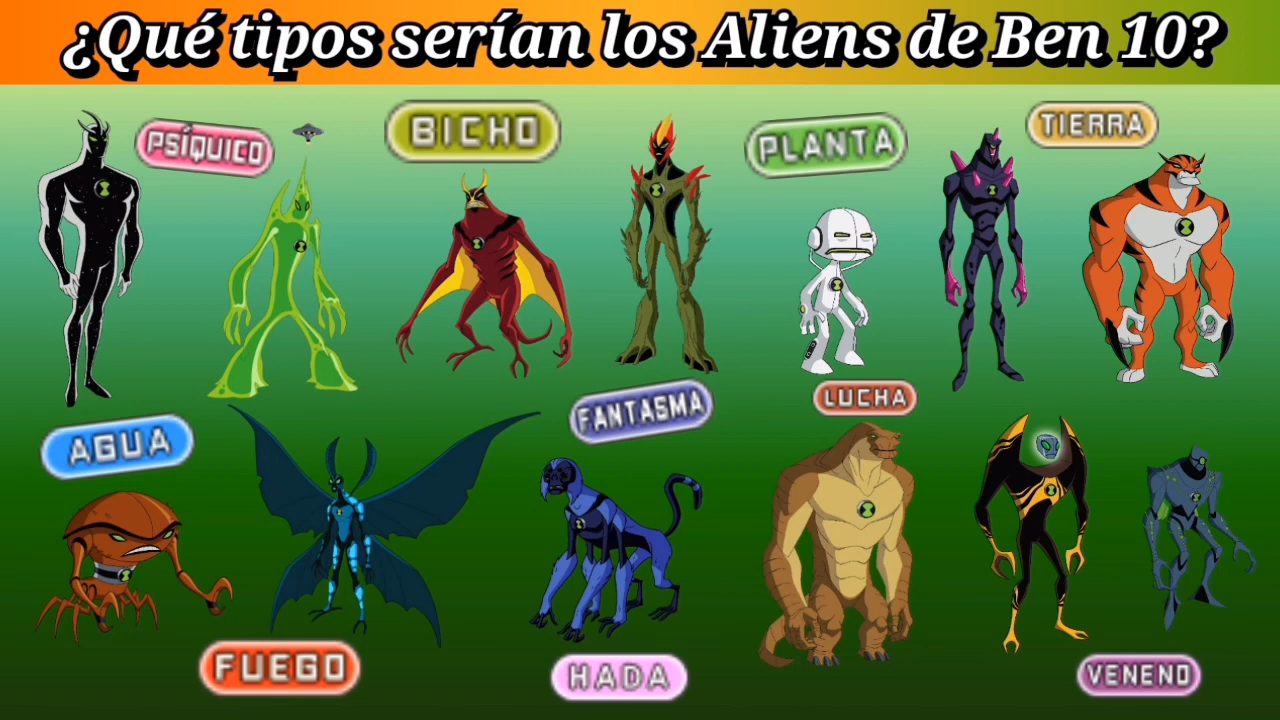 ¿Qué tipos serían los Aliens de Ben 10?
PSÍQUICO
BICHO
PLANTA
TIERRA
AGUA
FANTASMA
LUCHA
FUEGO
HADA
VENENO